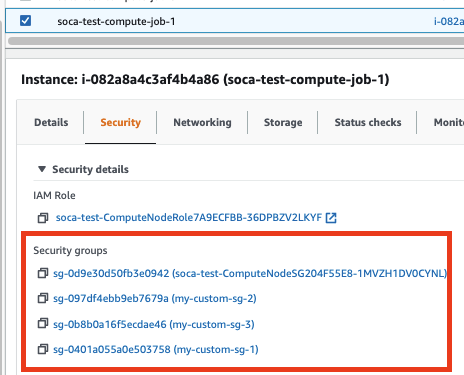 soca-test-compute-job-1
i-082a
Instance: i-082a8a4c3af4b4a86 (soca-test-compute-job-1)
Details
Security
Networking
Storage
Status checks
Monit
Security details
IAM Role
soca-test-ComputeNodeRole7A9ECFBB-36DPBZV2LKYF
Security groups
sg-0d9e30d50fb3e0942 (soca-test-ComputeNodeSG204F55E8-1MVZH1DV0CYNL)
sg-097df4ebb9eb7679a (my-custom-sg-2)
sg-0b8b0a16f5ecdae46 (my-custom-sg-3)
sg-0401a055a0e503758 (my-custom-sg-1)